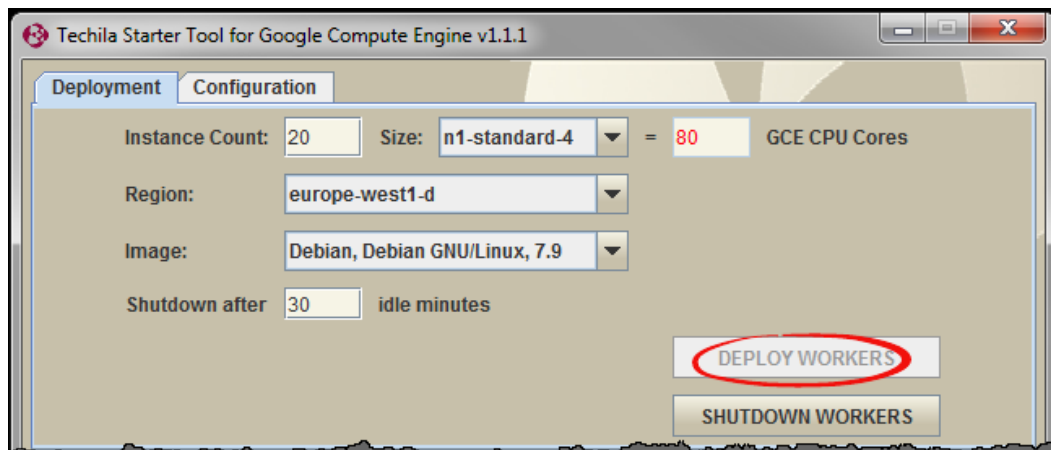 Techila Starter Tool for Google Compute Engine v1.1.1
Deployment Configuration
Instance Count: 20 Size: n1-standard-4 = 80 GCE CPU Cores
Region: europe-west1-d
Image: Debian, Debian GNU/Linux, 7.9
Shutdown after 30 idle minutes
DEPLOY WORKERS
SHUTDOWN WORKERS